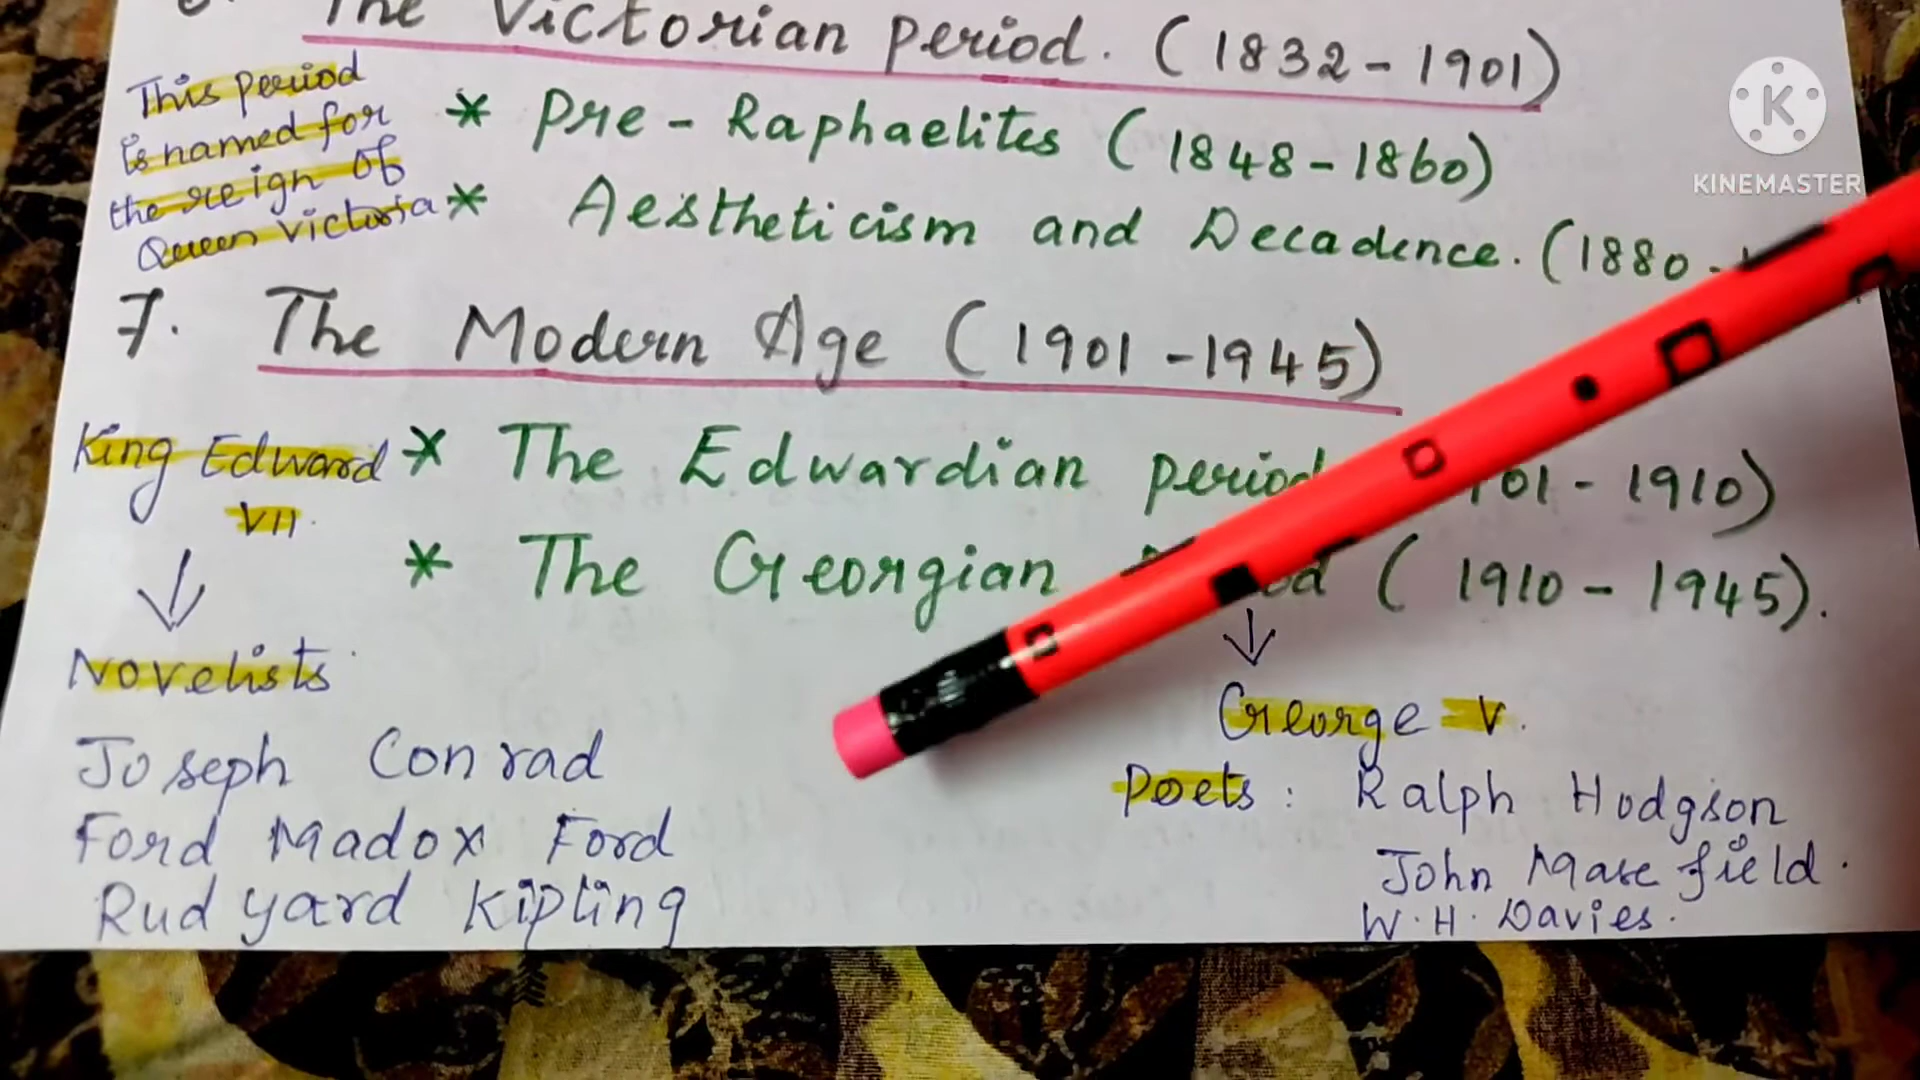 The Victorian period. (1832-1901)
This period
is named for
the reign of
Queen Victoria
* Pre-Raphaelites (1848-1860)
* Aestheticism and Decadence. (1880-
7. The Modern Age (1901-1945)
King Edward
VII.
* The Edwardian period 01-1910)
* The Georgian od (1910-1945).
Novelists
Joseph Conrad
Ford Madox Ford
Rudyard Kipling
George V.
Poets: Ralph Hodgson
John Masefield.
W.H. Davies.
K
KINEMASTER